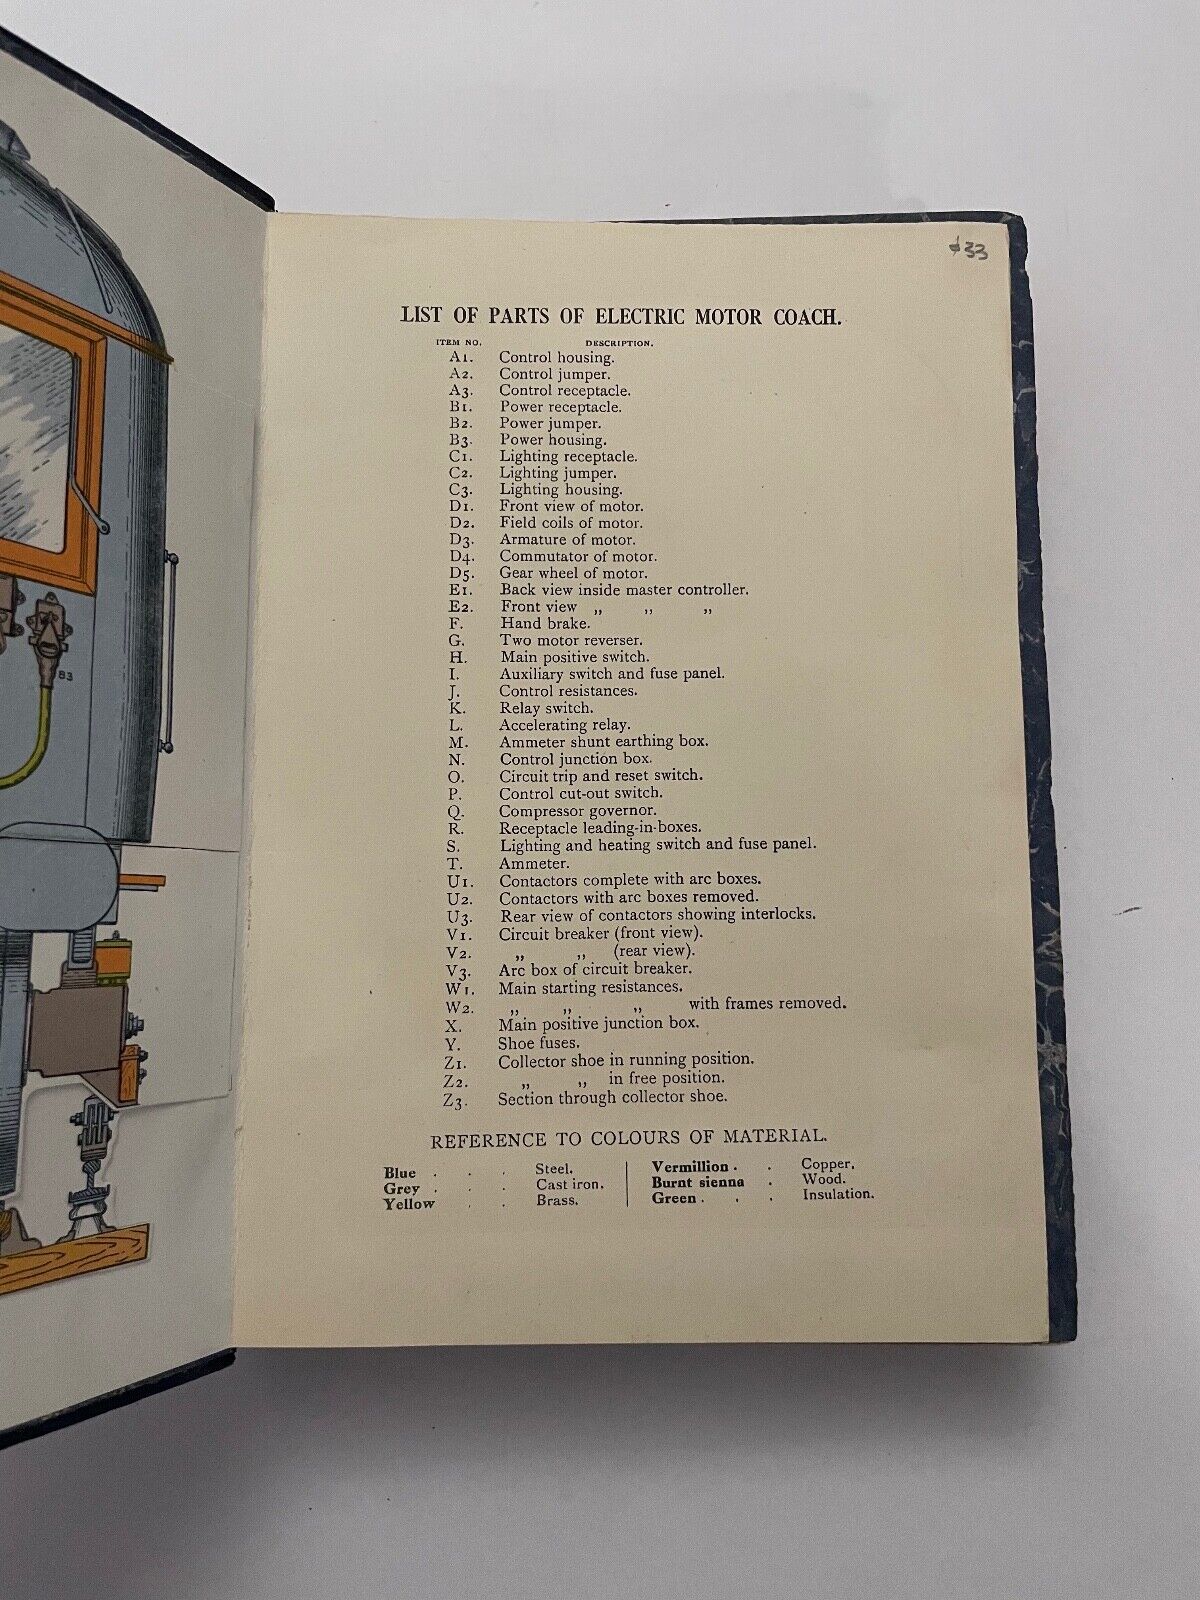 $33
LIST OF PARTS OF ELECTRIC MOTOR COACH.
ITEM NO. DESCRIPTION.
A1. Control housing.
A2. Control jumper.
A3. Control receptacle.
B1. Power receptacle.
B2. Power jumper.
B3. Power housing.
C1. Lighting receptacle.
C2. Lighting jumper.
C3. Lighting housing.
D1. Front view of motor.
D2. Field coils of motor.
D3. Armature of motor.
D4. Commutator of motor.
D5. Gear wheel of motor.
E1. Back view inside master controller.
E2. Front view ,, ,, ,,
F. Hand brake.
G. Two motor reverser.
H. Main positive switch.
I. Auxiliary switch and fuse panel.
J. Control resistances.
K. Relay switch.
L. Accelerating relay.
M. Ammeter shunt earthing box.
N. Control junction box.
O. Circuit trip and reset switch.
P. Control cut-out switch.
Q. Compressor governor.
R. Receptacle leading-in-boxes.
S. Lighting and heating switch and fuse panel.
T. Ammeter.
U1. Contactors complete with arc boxes.
U2. Contactors with arc boxes removed.
U3. Rear view of contactors showing interlocks.
V1. Circuit breaker (front view).
V2. ,, ,, (rear view).
V3. Arc box of circuit breaker.
W1. Main starting resistances.
W2. ,, ,, ,, with frames removed.
X. Main positive junction box.
Y. Shoe fuses.
Z1. Collector shoe in running position.
Z2. ,, ,, in free position.
Z3. Section through collector shoe.
REFERENCE TO COLOURS OF MATERIAL.
Blue . . . Steel.
Grey . . . Cast iron.
Yellow . . Brass.
Vermillion . . Copper.
Burnt sienna . Wood.
Green . . . Insulation.
B3